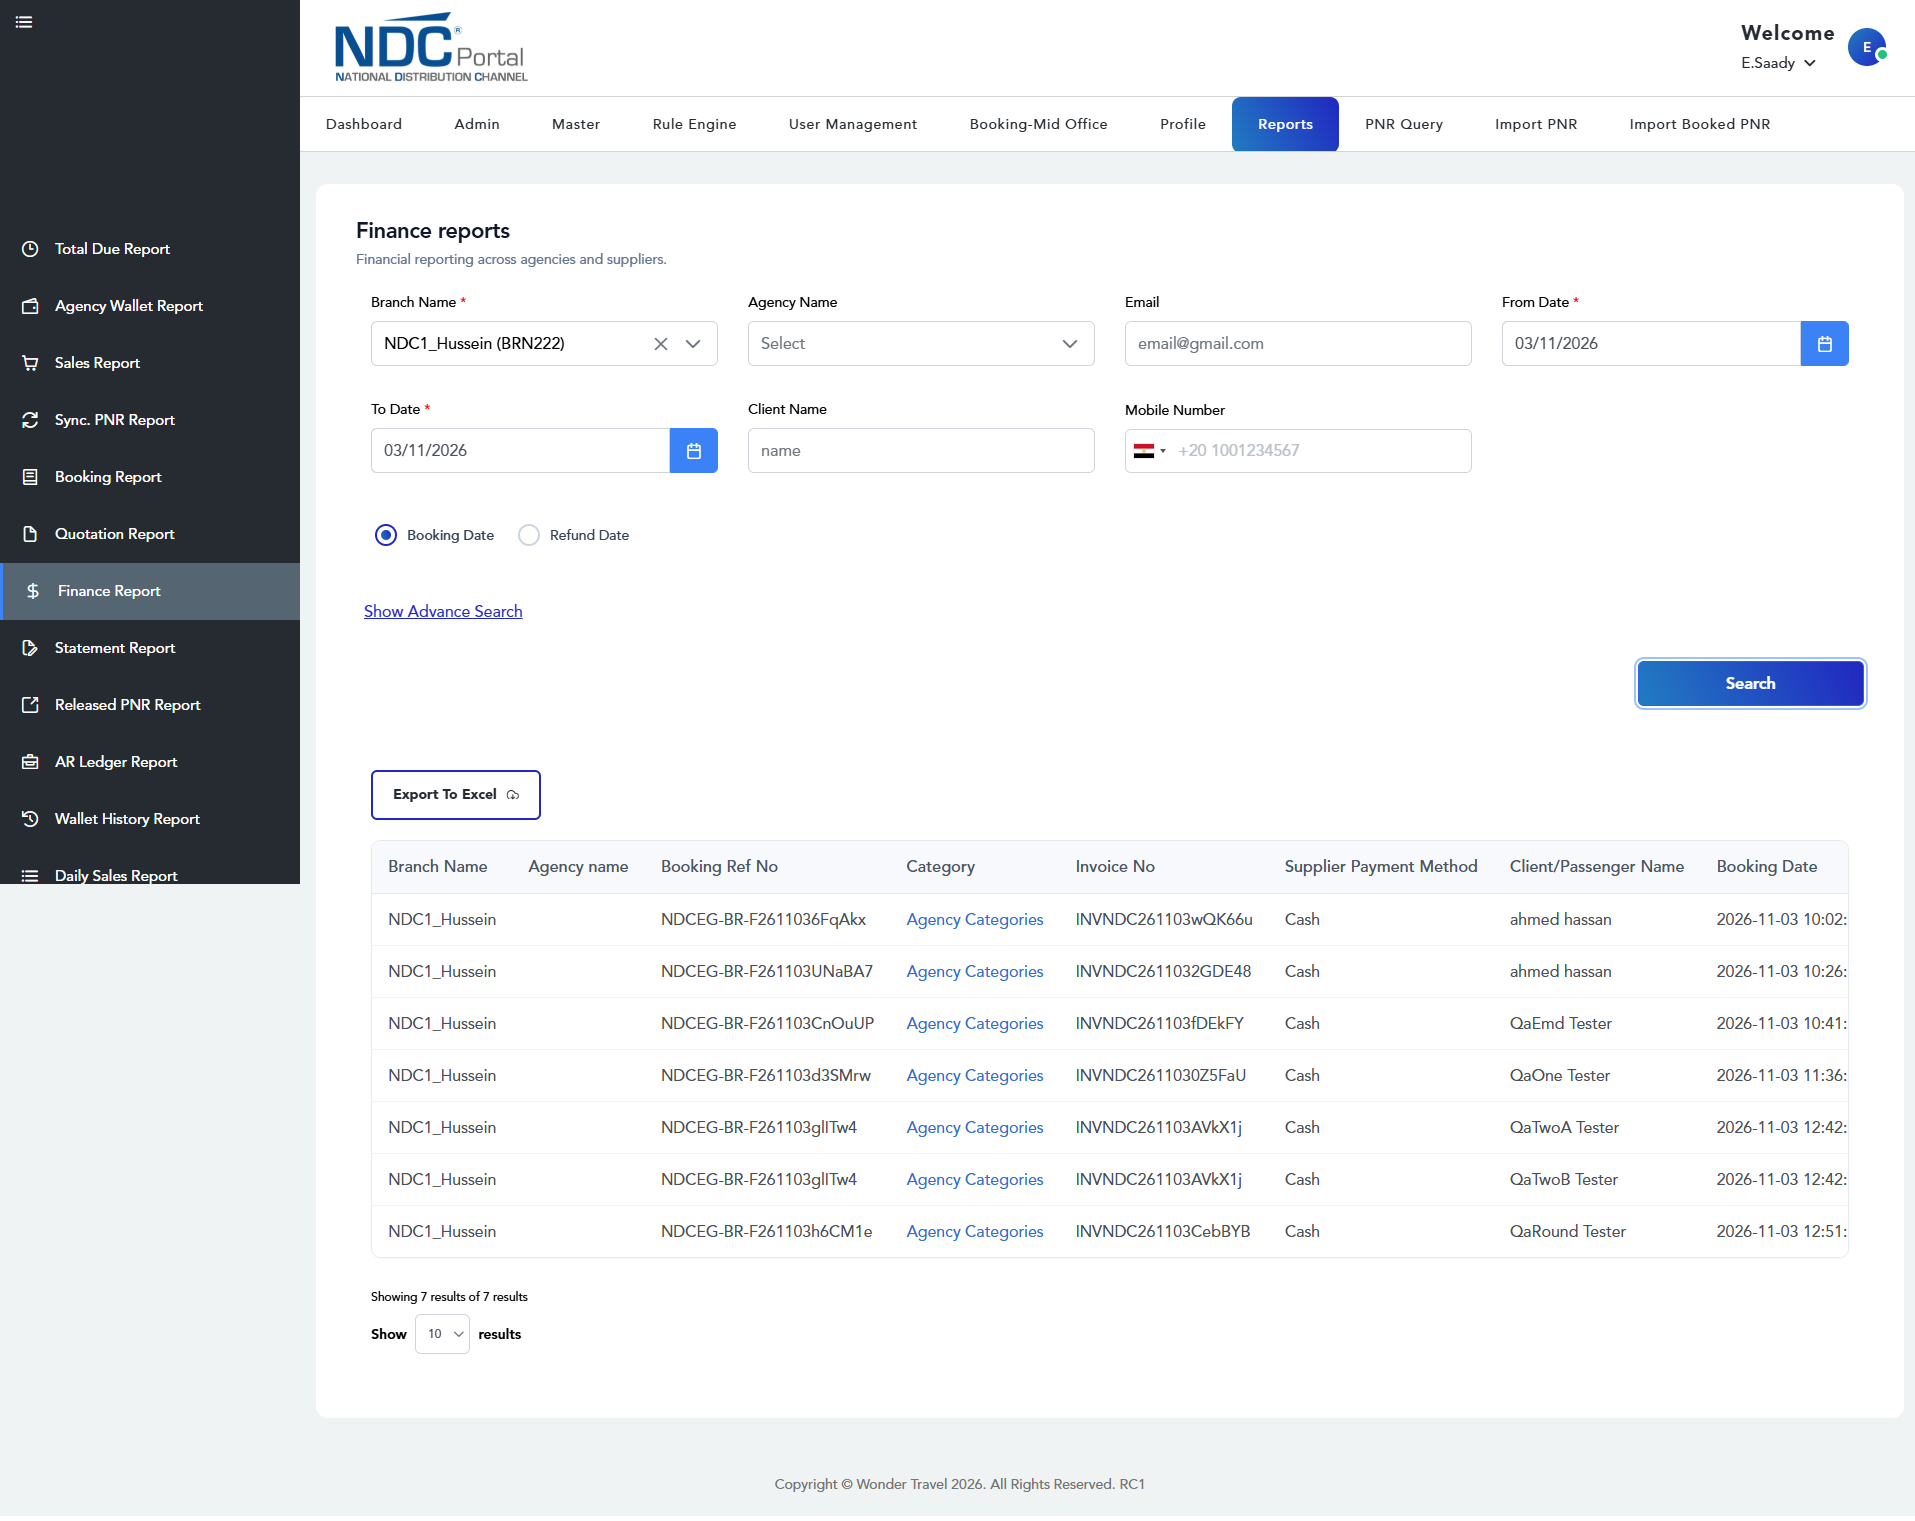 NDC® Portal
NATIONAL DISTRIBUTION CHANNEL
Welcome
E.Saady
E
Dashboard Admin Master Rule Engine User Management Booking-Mid Office Profile Reports PNR Query Import PNR Import Booked PNR
Total Due Report
Agency Wallet Report
Sales Report
Sync. PNR Report
Booking Report
Quotation Report
Finance Report
Statement Report
Released PNR Report
AR Ledger Report
Wallet History Report
Daily Sales Report
Finance reports
Financial reporting across agencies and suppliers.
Branch Name * Agency Name Email From Date *
NDC1_Hussein (BRN222) Select email@gmail.com 03/11/2026
To Date * Client Name Mobile Number
03/11/2026 name +20 1001234567
Booking Date Refund Date
Show Advance Search
Search
Export To Excel
Branch Name Agency name Booking Ref No Category Invoice No Supplier Payment Method Client/Passenger Name Booking Date
NDC1_Hussein NDCEG-BR-F2611036FqAkx Agency Categories INVNDC261103wQK66u Cash ahmed hassan 2026-11-03 10:02:
NDC1_Hussein NDCEG-BR-F261103UNaBA7 Agency Categories INVNDC2611032GDE48 Cash ahmed hassan 2026-11-03 10:26:
NDC1_Hussein NDCEG-BR-F261103CnOuUP Agency Categories INVNDC261103fDEkFY Cash QaEmd Tester 2026-11-03 10:41:
NDC1_Hussein NDCEG-BR-F261103d3SMrw Agency Categories INVNDC2611030Z5FaU Cash QaOne Tester 2026-11-03 11:36:
NDC1_Hussein NDCEG-BR-F261103glITw4 Agency Categories INVNDC261103AVkX1j Cash QaTwoA Tester 2026-11-03 12:42:
NDC1_Hussein NDCEG-BR-F261103glITw4 Agency Categories INVNDC261103AVkX1j Cash QaTwoB Tester 2026-11-03 12:42:
NDC1_Hussein NDCEG-BR-F261103h6CM1e Agency Categories INVNDC261103CebBYB Cash QaRound Tester 2026-11-03 12:51:
Showing 7 results of 7 results
Show 10 results
Copyright © Wonder Travel 2026. All Rights Reserved. RC1